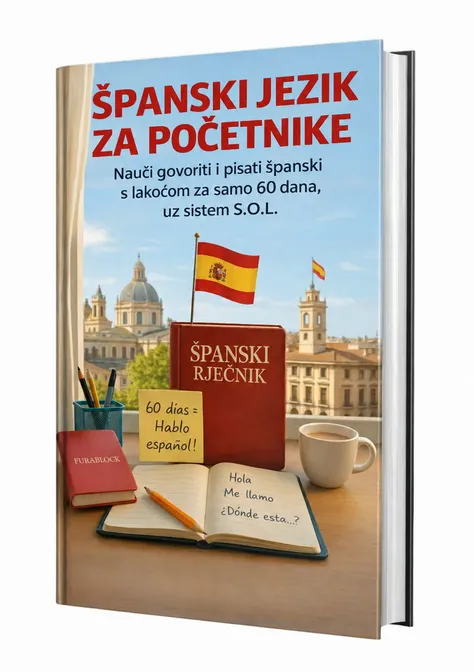 ŠPANSKI JEZIK
ZA POČETNIKE
Nauči govoriti i pisati španski
s lakoćom za samo 60 dana,
uz sistem S.O.L.
ŠPANSKI
RJEČNIK
60 días =
Hablo
español!
FURABLOCK
Hola
Me llamo
¿Dónde esta...?